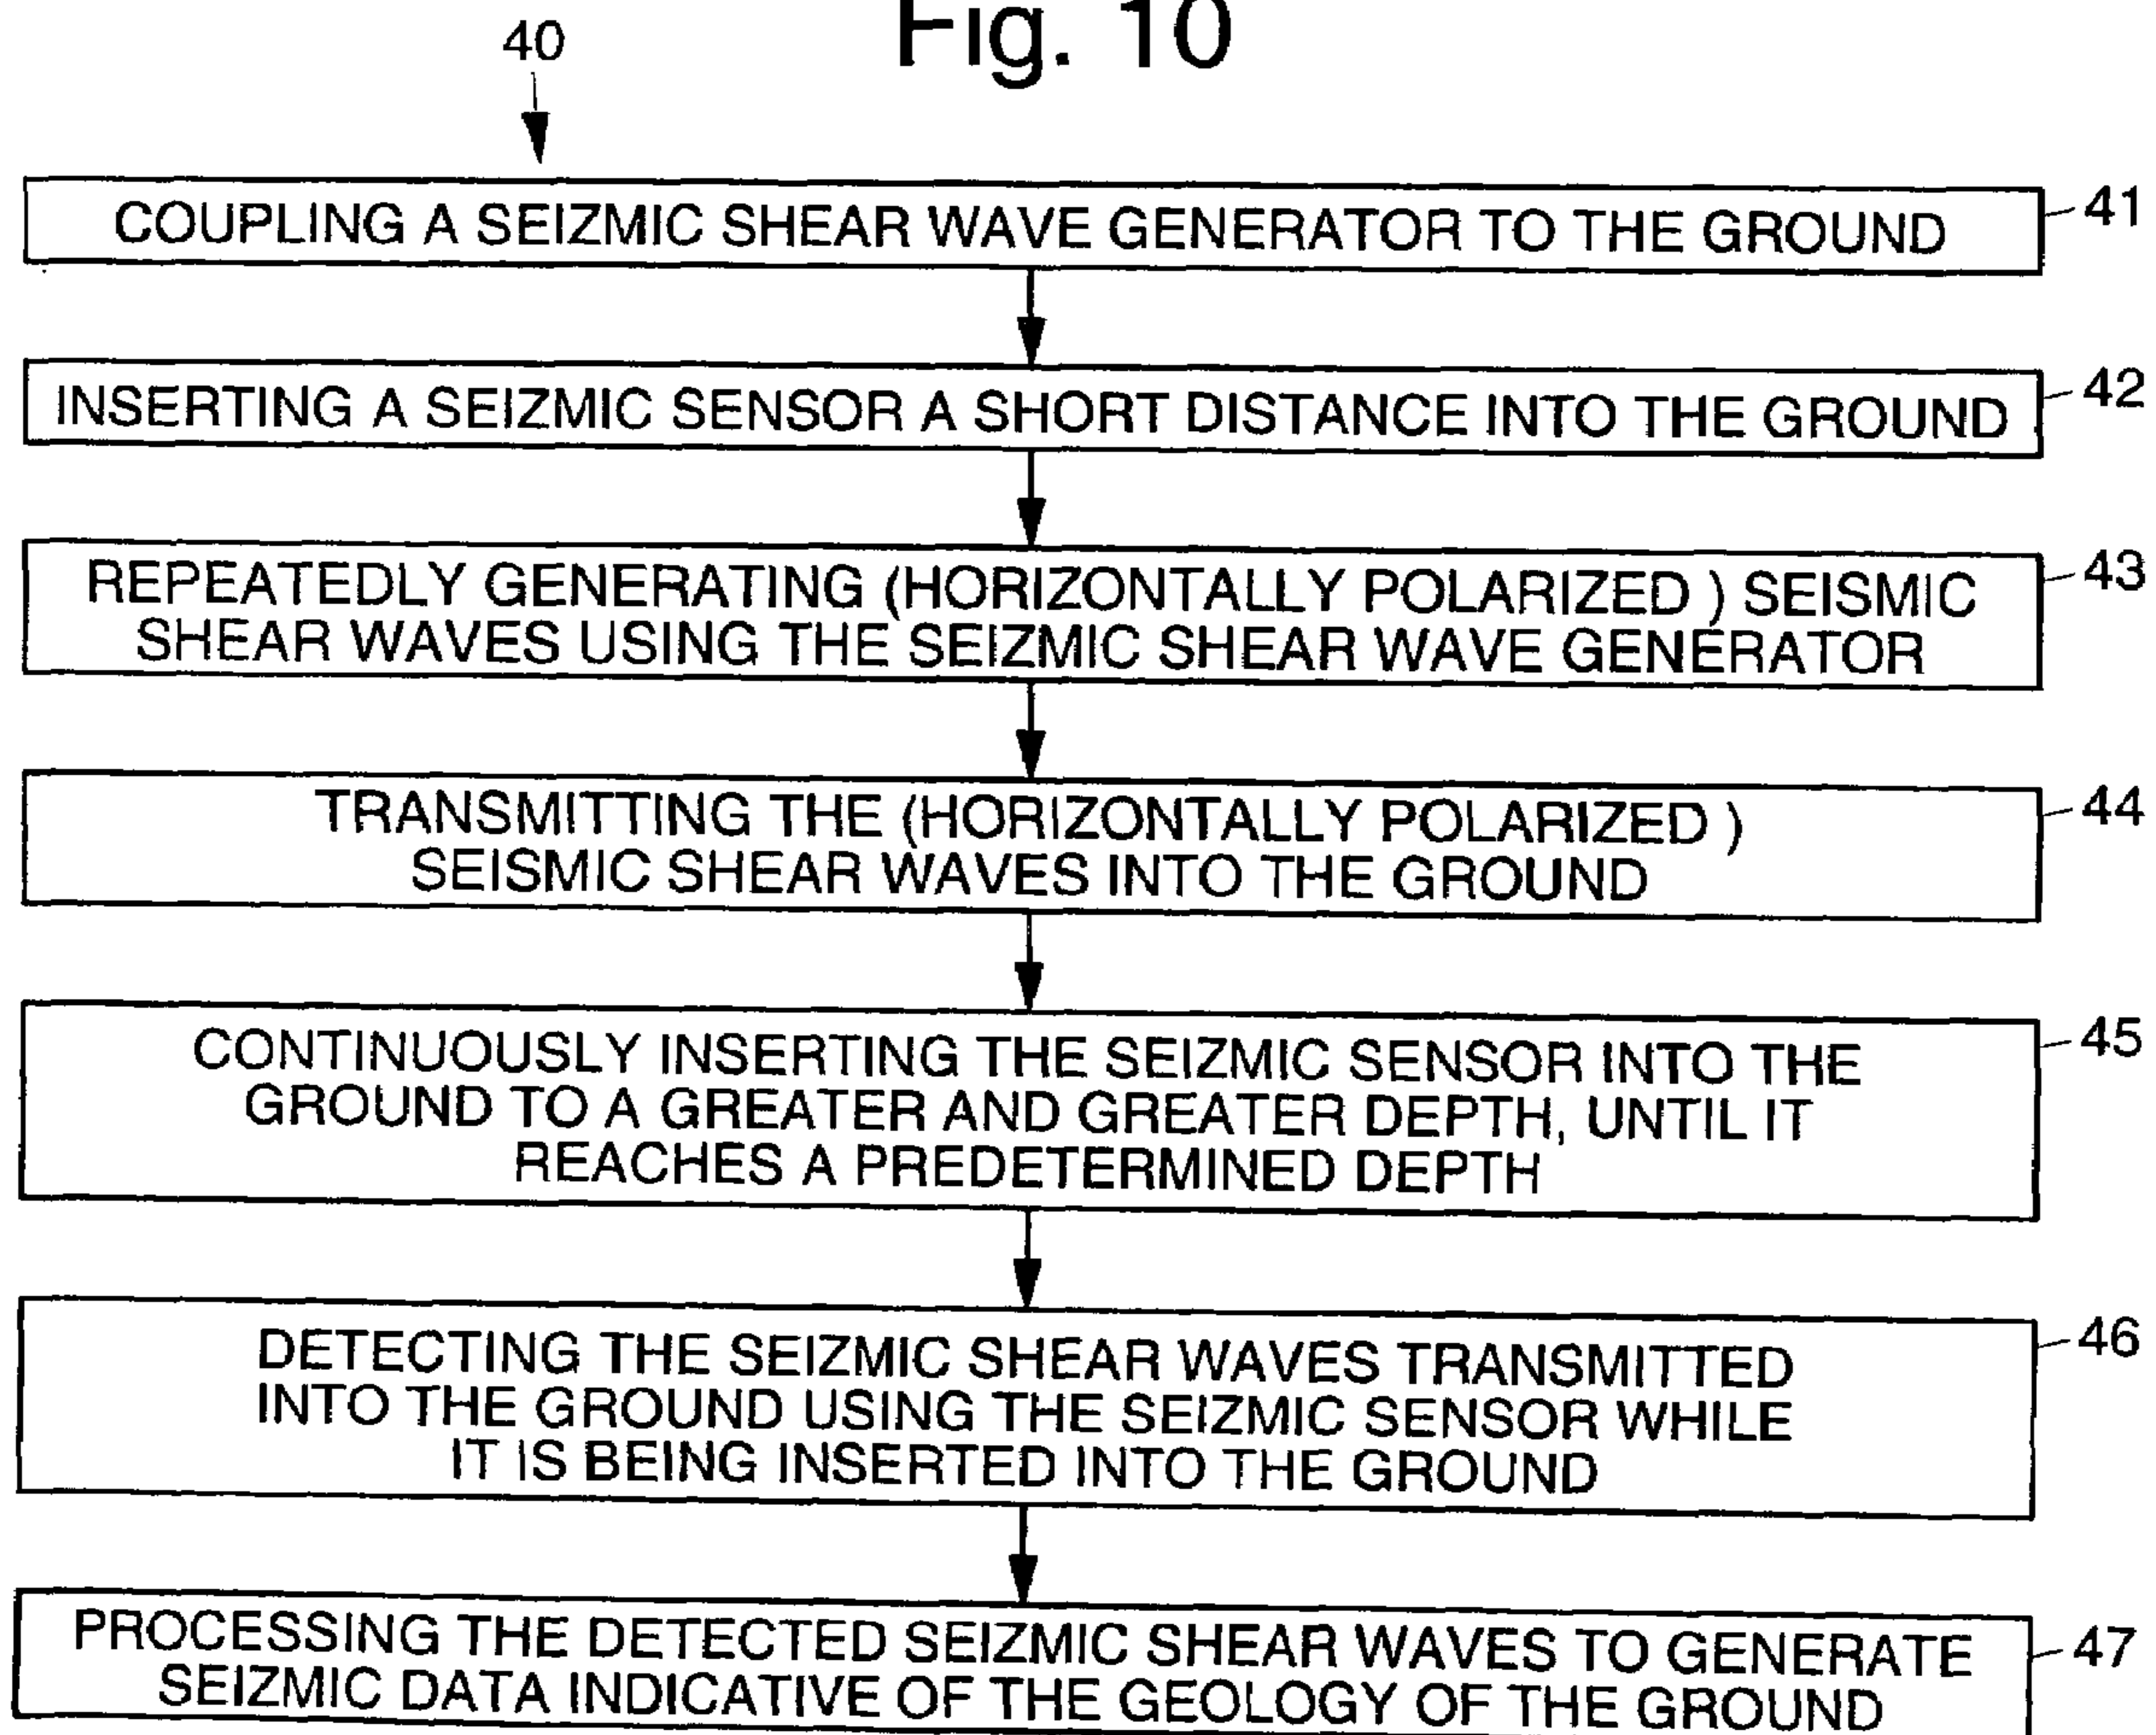 Fig. 10
40
COUPLING A SEIZMIC SHEAR WAVE GENERATOR TO THE GROUND
41
INSERTING A SEIZMIC SENSOR A SHORT DISTANCE INTO THE GROUND
42
REPEATEDLY GENERATING (HORIZONTALLY POLARIZED ) SEISMIC
SHEAR WAVES USING THE SEIZMIC SHEAR WAVE GENERATOR
43
TRANSMITTING THE (HORIZONTALLY POLARIZED )
SEISMIC SHEAR WAVES INTO THE GROUND
44
CONTINUOUSLY INSERTING THE SEIZMIC SENSOR INTO THE
GROUND TO A GREATER AND GREATER DEPTH, UNTIL IT
REACHES A PREDETERMINED DEPTH
45
DETECTING THE SEIZMIC SHEAR WAVES TRANSMITTED
INTO THE GROUND USING THE SEIZMIC SENSOR WHILE
IT IS BEING INSERTED INTO THE GROUND
46
PROCESSING THE DETECTED SEIZMIC SHEAR WAVES TO GENERATE
SEIZMIC DATA INDICATIVE OF THE GEOLOGY OF THE GROUND
47